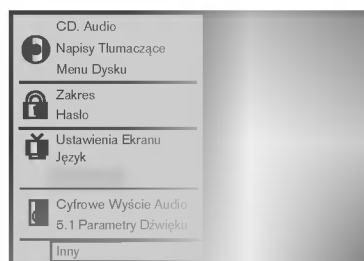 CD. Audio
Napisy Tłumaczące
Menu Dysku
Zakres
Hasło
Ustawienia Ekranu
Język
Cyfrowe Wyście Audio
5.1 Parametry Dźwięku
Inny